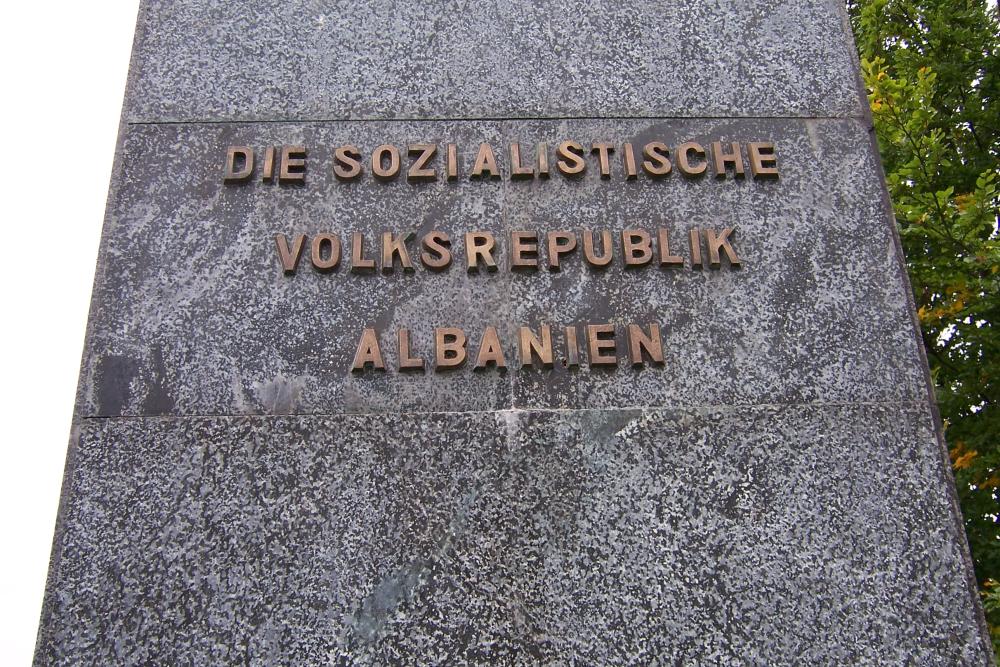 DIE SOZIALISTISCHE
VOLKSREPUBLIK
ALBANIEN